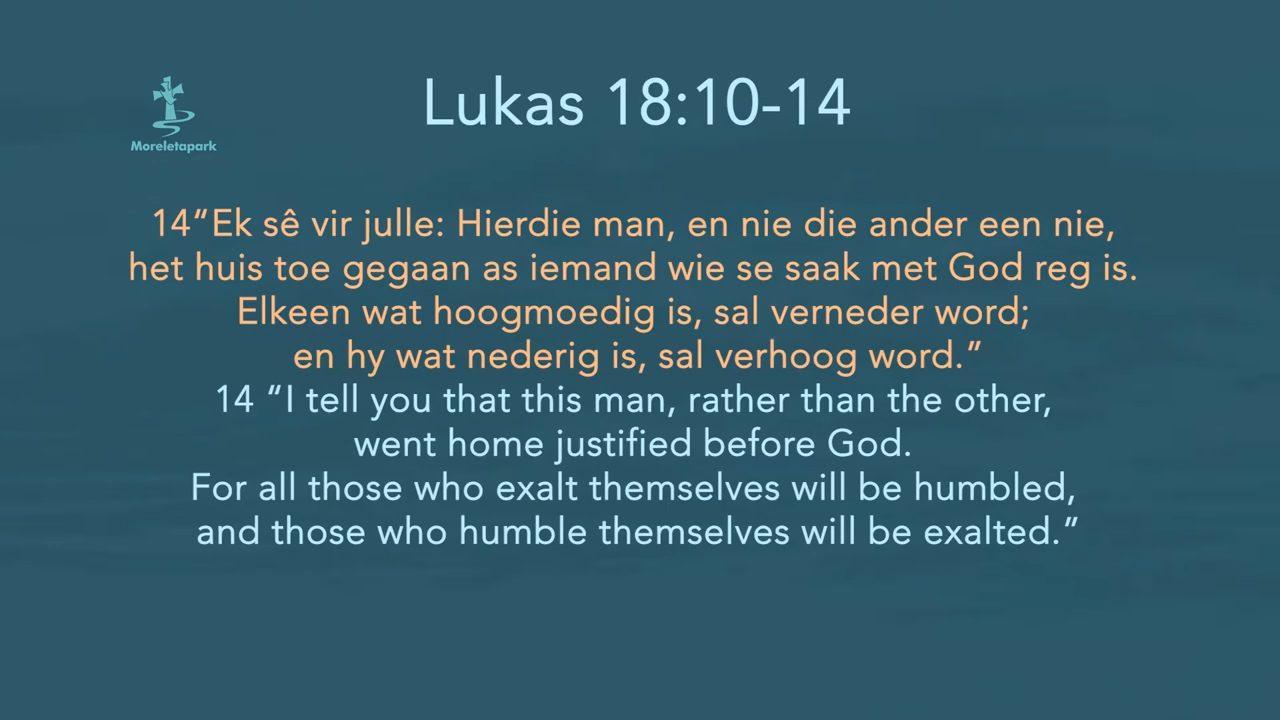 Moreletapark
Lukas 18:10-14
14“Ek sê vir julle: Hierdie man, en nie die ander een nie,
het huis toe gegaan as iemand wie se saak met God reg is.
Elkeen wat hoogmoedig is, sal verneder word;
en hy wat nederig is, sal verhoog word.”
14 “I tell you that this man, rather than the other,
went home justified before God.
For all those who exalt themselves will be humbled,
and those who humble themselves will be exalted.”